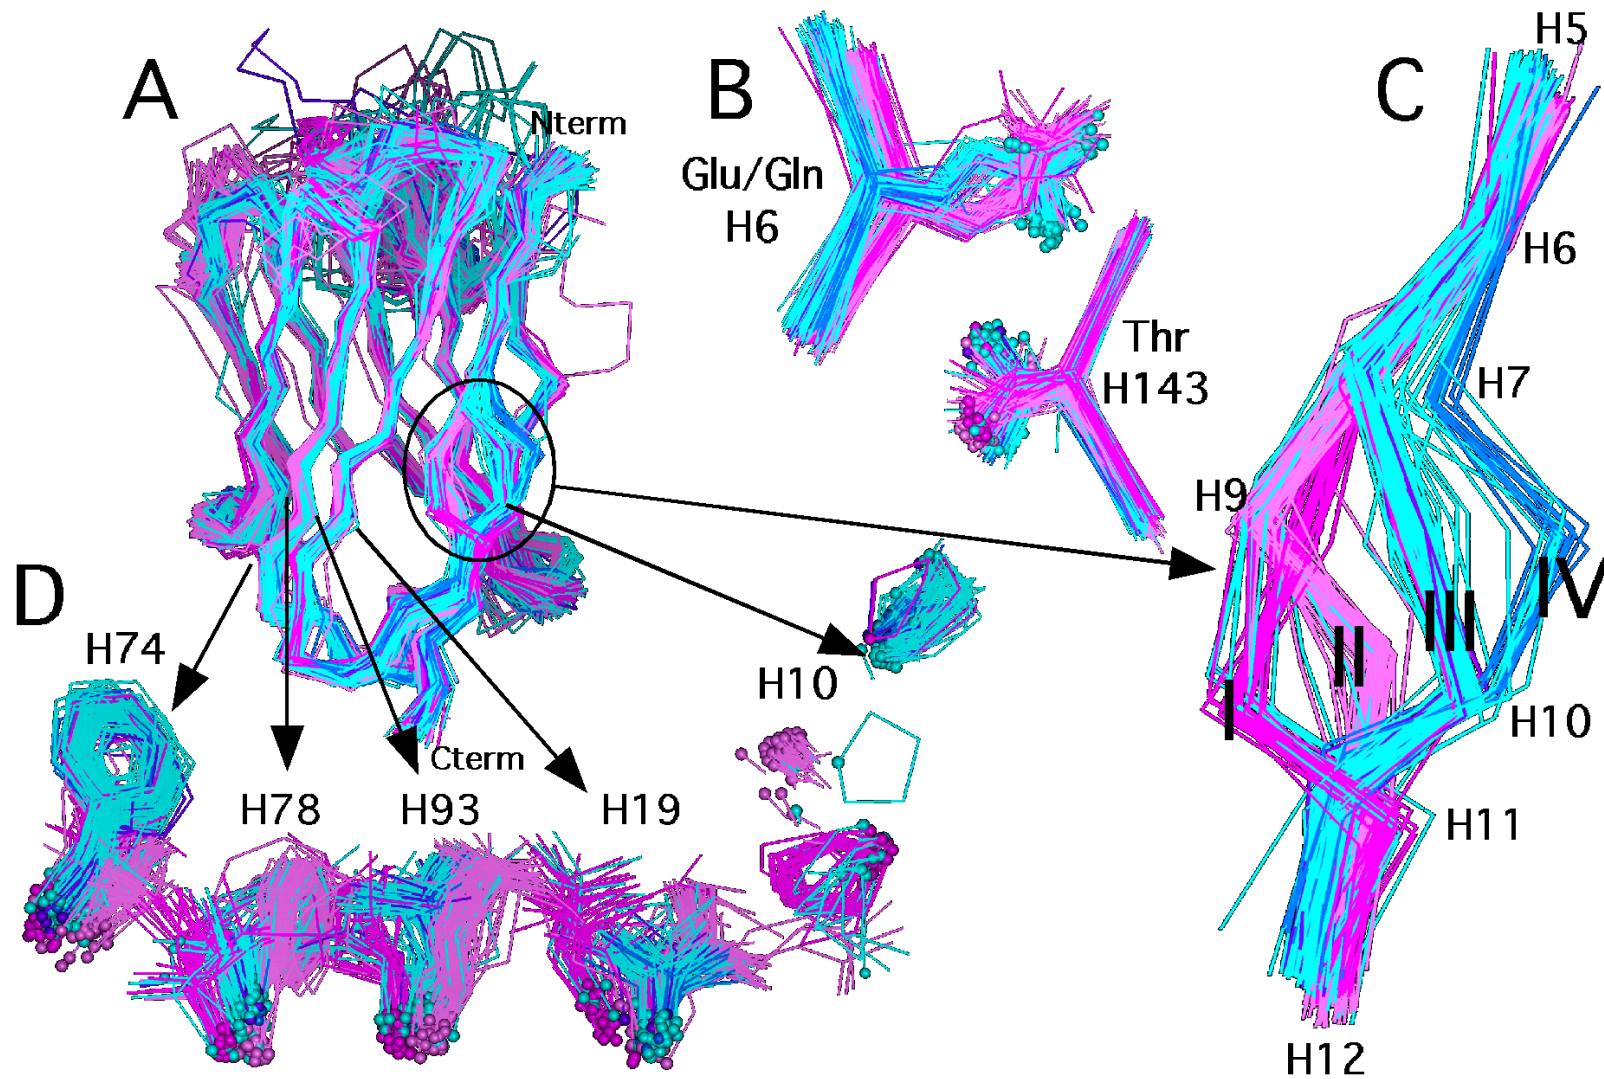 A
Nterm
B
Glu/Gln
H6
Thr
H143
C
H5
H6
H7
H9
I
II
III
IV
H10
H11
H12
D
H74
H78
H93
H19
H10
Cterm